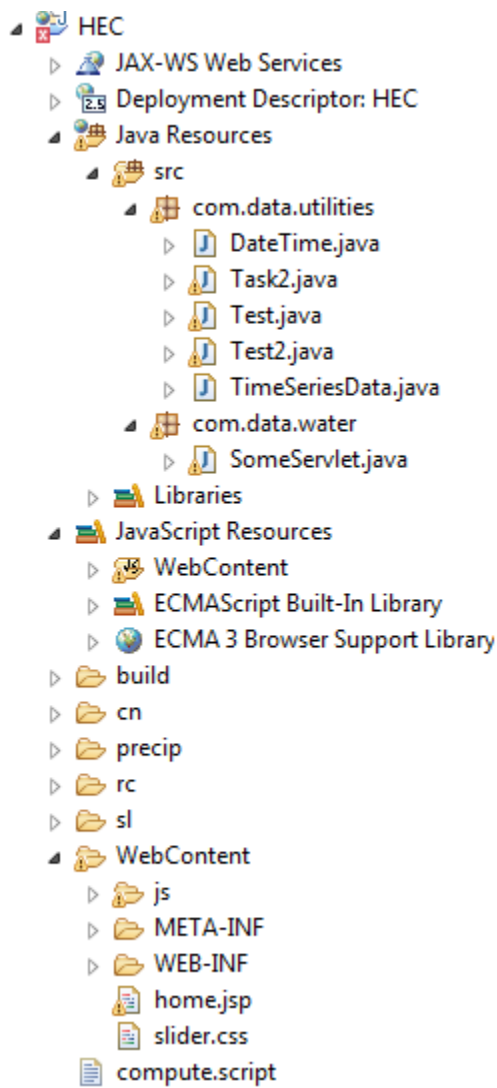 HEC
JAX-WS Web Services
2.5 Deployment Descriptor: HEC
Java Resources
src
com.data.utilities
J DateTime.java
J Task2.java
J Test.java
J Test2.java
J TimeSeriesData.java
com.data.water
J SomeServlet.java
Libraries
JavaScript Resources
JS WebContent
ECMAScript Built-In Library
ECMA 3 Browser Support Library
build
cn
precip
rc
sl
WebContent
js
META-INF
WEB-INF
home.jsp
slider.css
compute.script